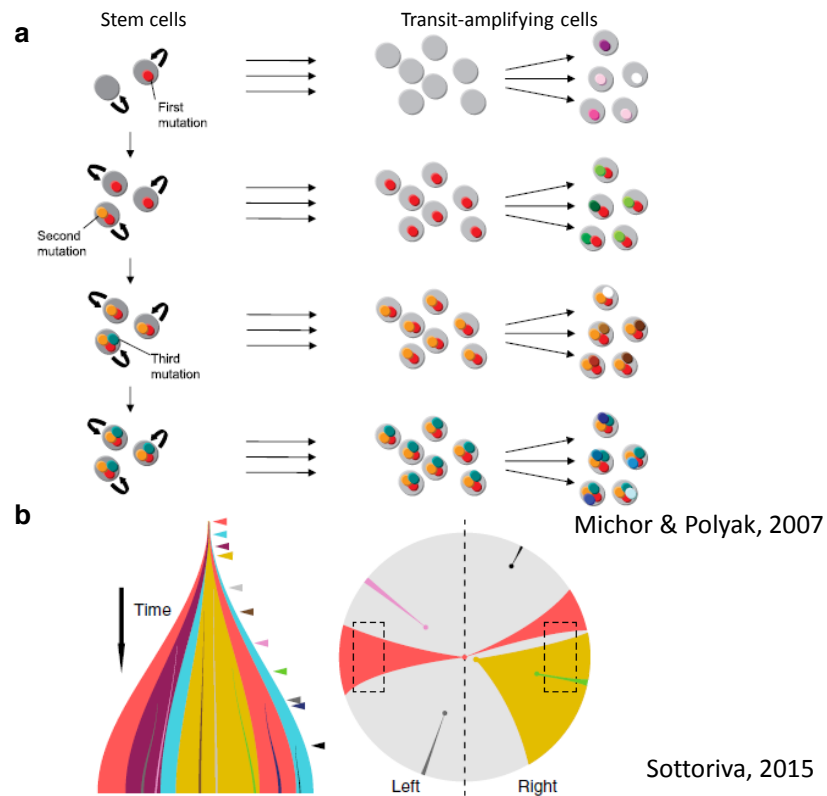 a
Stem cells
Transit-amplifying cells
First
mutation
Second
mutation
Third
mutation
Michor & Polyak, 2007
b
Time
Left
Right
Sottoriva, 2015